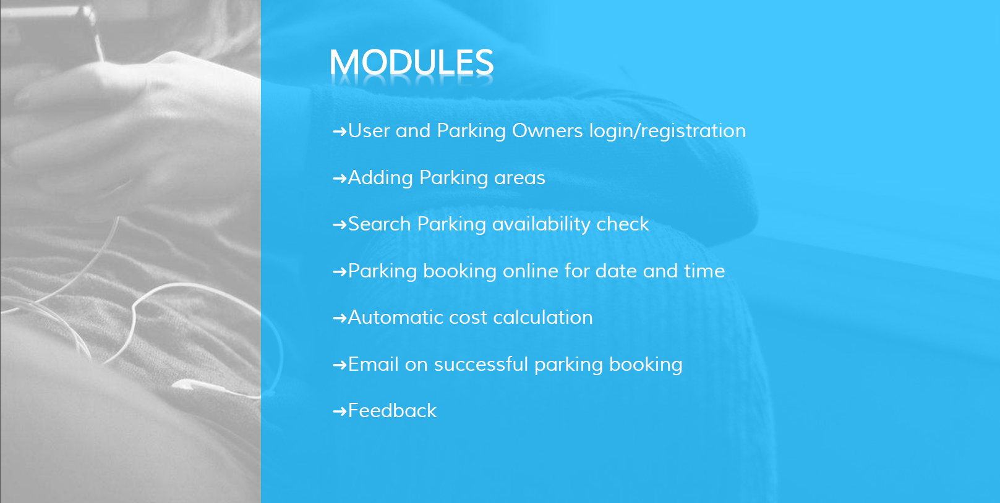 MODULES
➜User and Parking Owners login/registration
➜Adding Parking areas
➜Search Parking availability check
➜Parking booking online for date and time
➜Automatic cost calculation
➜Email on successful parking booking
➜Feedback